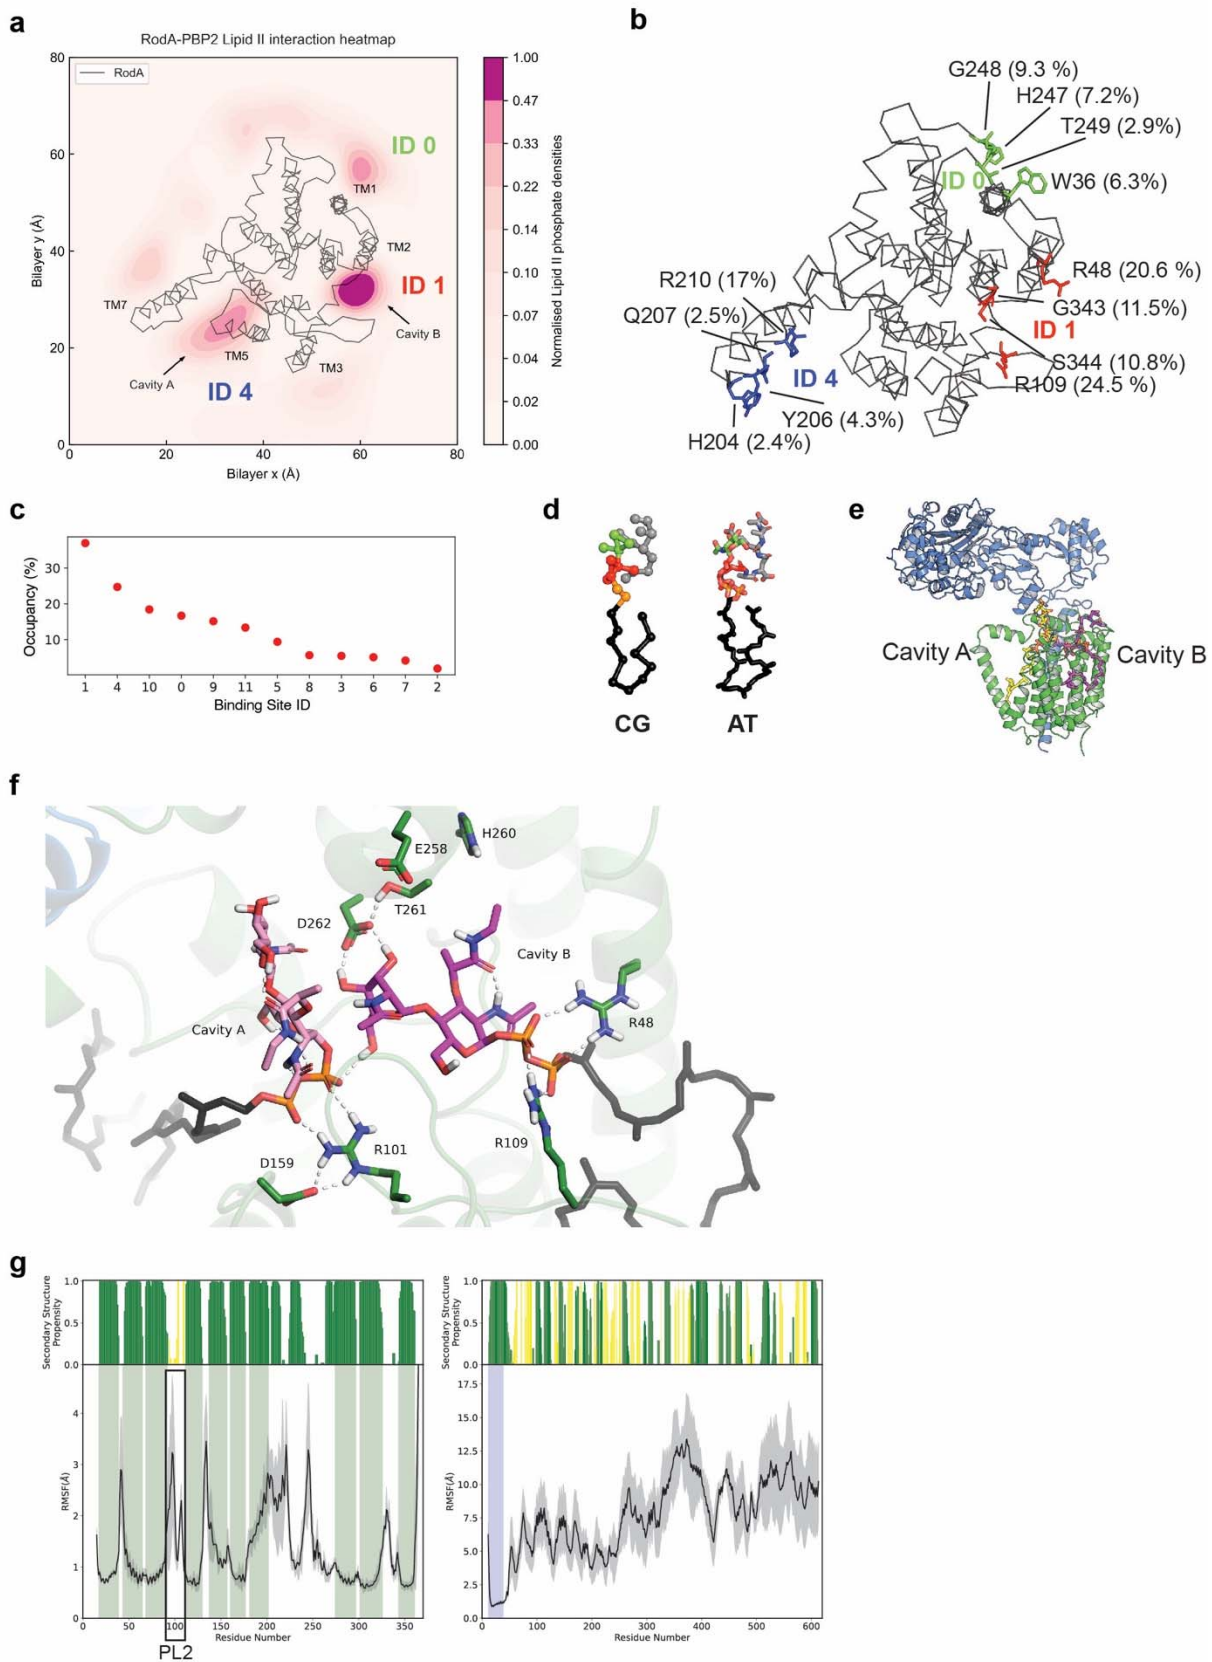 a
RodA-PBP2 Lipid II interaction heatmap
RodA
80
60
40
20
0
Bilayer y (Å)
0
20
40
60
80
Bilayer x (Å)
ID 0
TM1
TM2
ID 1
Cavity B
TM7
TM5
TM3
Cavity A
ID 4
1.00
0.47
0.33
0.22
0.14
0.10
0.07
0.04
0.02
0.00
Normalised Lipid II phosphate densities
b
G248 (9.3 %)
H247 (7.2%)
T249 (2.9%)
ID 0
W36 (6.3%)
R210 (17%)
R48 (20.6 %)
Q207 (2.5%)
G343 (11.5%)
ID 1
ID 4
S344 (10.8%)
R109 (24.5 %)
Y206 (4.3%)
H204 (2.4%)
c
Occupancy (%)
30
20
10
1 4 10 0 9 11 5 8 3 6 7 2
Binding Site ID
d
CG
AT
e
Cavity A
Cavity B
f
E258
H260
D262
T261
Cavity B
Cavity A
R48
R109
R101
D159
g
Secondary Structure
Propensity
1.0
0.5
0.0
RMSF(Å)
4
3
2
1
0
50 100 150 200 250 300 350
Residue Number
PL2
Secondary Structure
Propensity
1.0
0.5
0.0
RMSF(Å)
17.5
15.0
12.5
10.0
7.5
5.0
2.5
0.0
0 100 200 300 400 500 600
Residue Number